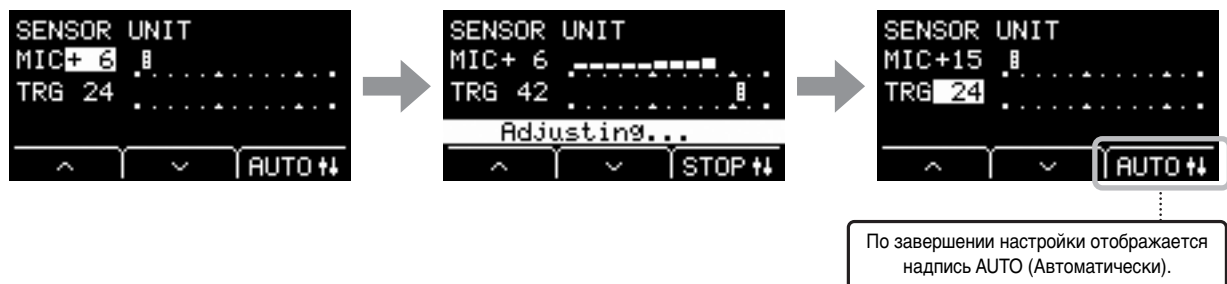 SENSOR UNIT
MIC+ 6
TRG 24
AUTO
SENSOR UNIT
MIC+ 6
TRG 42
Adjusting...
STOP
SENSOR UNIT
MIC+15
TRG 24
AUTO
По завершении настройки отображается
надпись AUTO (Автоматически).